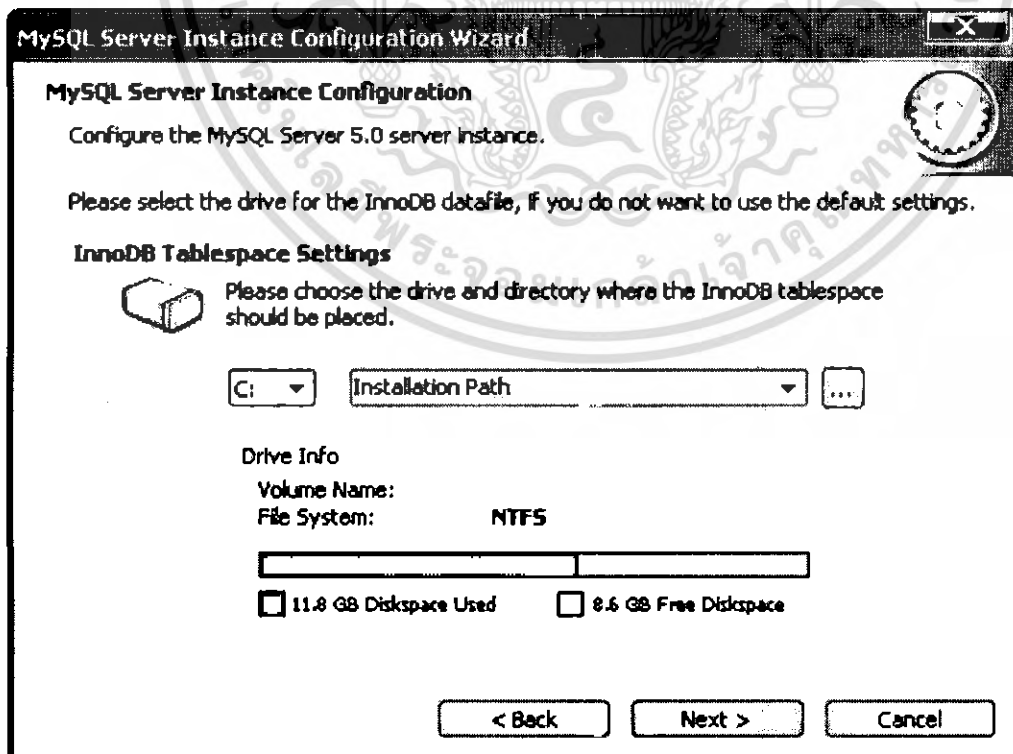 MySQL Server Instance Configuration Wizard
MySQL Server Instance Configuration
Configure the MySQL Server 5.0 server instance.
Please select the drive for the InnoDB datafile, if you do not want to use the default settings.
InnoDB Tablespace Settings
Please choose the drive and directory where the InnoDB tablespace
should be placed.
C: Installation Path ...
Drive Info
Volume Name:
File System: NTFS
11.8 GB Diskspace Used 8.6 GB Free Diskspace
< Back Next > Cancel